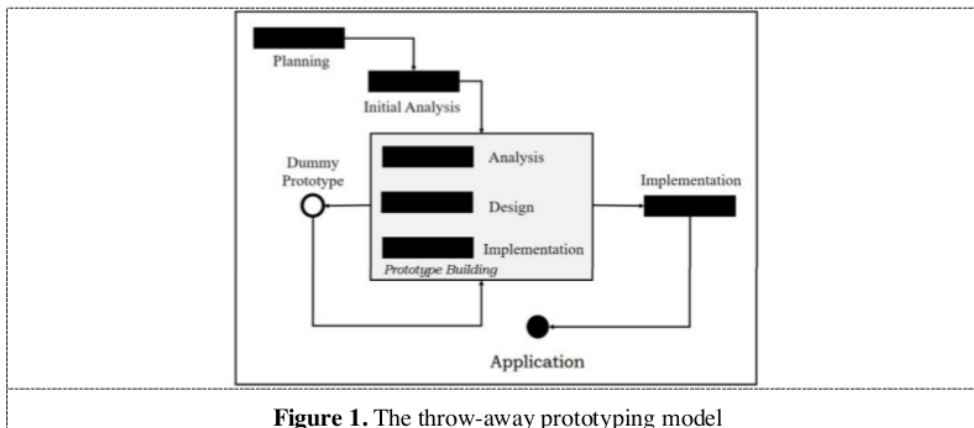 Planning
Initial Analysis
Analysis
Dummy
Prototype
Implementation
Design
Implementation
Prototype Building
Application
Figure 1. The throw-away prototyping model